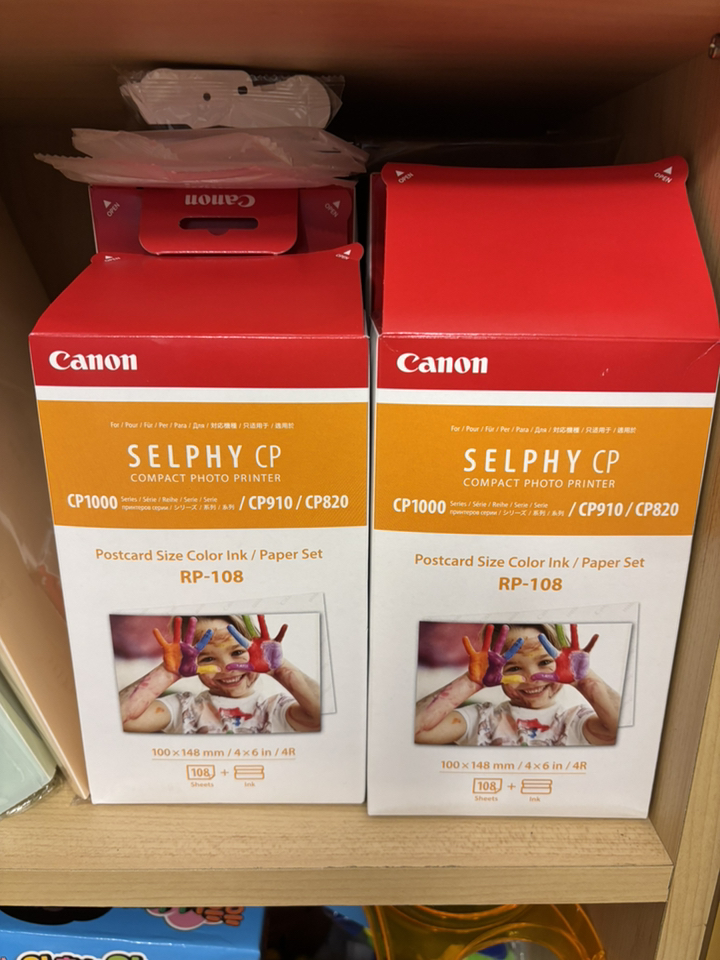 OPEN
Canon
OPEN
Canon
For / Pour / Für / Per / Para / Для / 対応機種 / 只适用于 / 適用於
SELPHY CP
COMPACT PHOTO PRINTER
CP1000 Series / Série / Reihe / Serie / Serie / CP910 / CP820
принтеров серии / シリーズ / 系列 / 系列
Postcard Size Color Ink / Paper Set
RP-108
100×148 mm / 4×6 in / 4R
108 +
Sheets Ink
OPEN
OPEN
Canon
For / Pour / Für / Per / Para / Для / 対応機種 / 只适用于 / 適用於
SELPHY CP
COMPACT PHOTO PRINTER
CP1000 Series / Série / Reihe / Serie / Serie / CP910 / CP820
принтеров серии / シリーズ / 系列 / 系列
Postcard Size Color Ink / Paper Set
RP-108
100×148 mm / 4×6 in / 4R
108 +
Sheets Ink